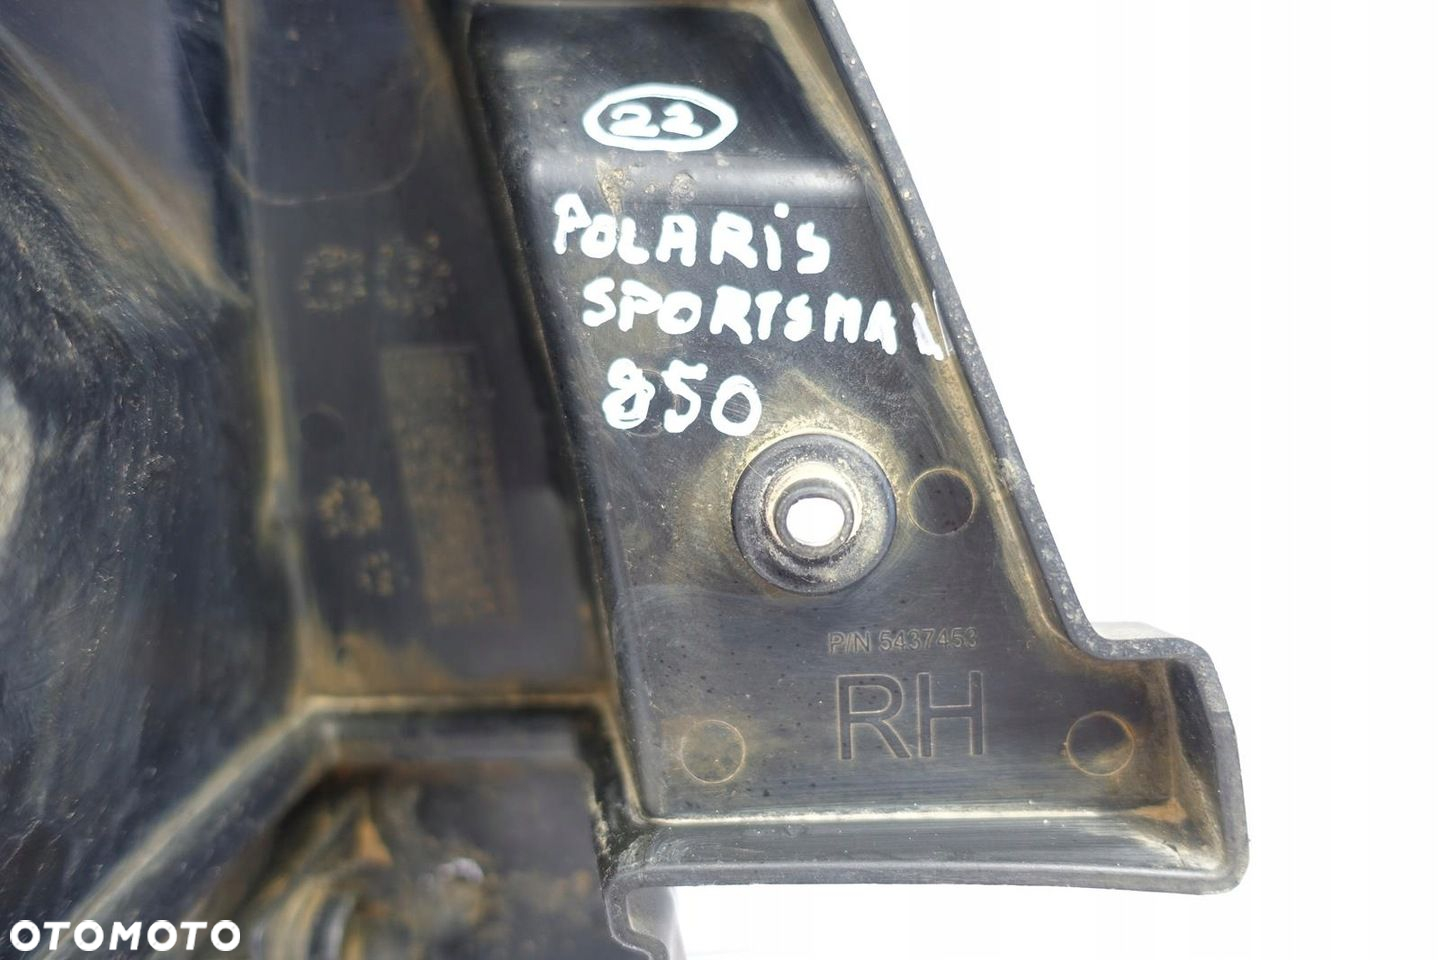 22
POLARiS
SPORTSMAN
850
P/N 5437453
RH
OTOMOTO